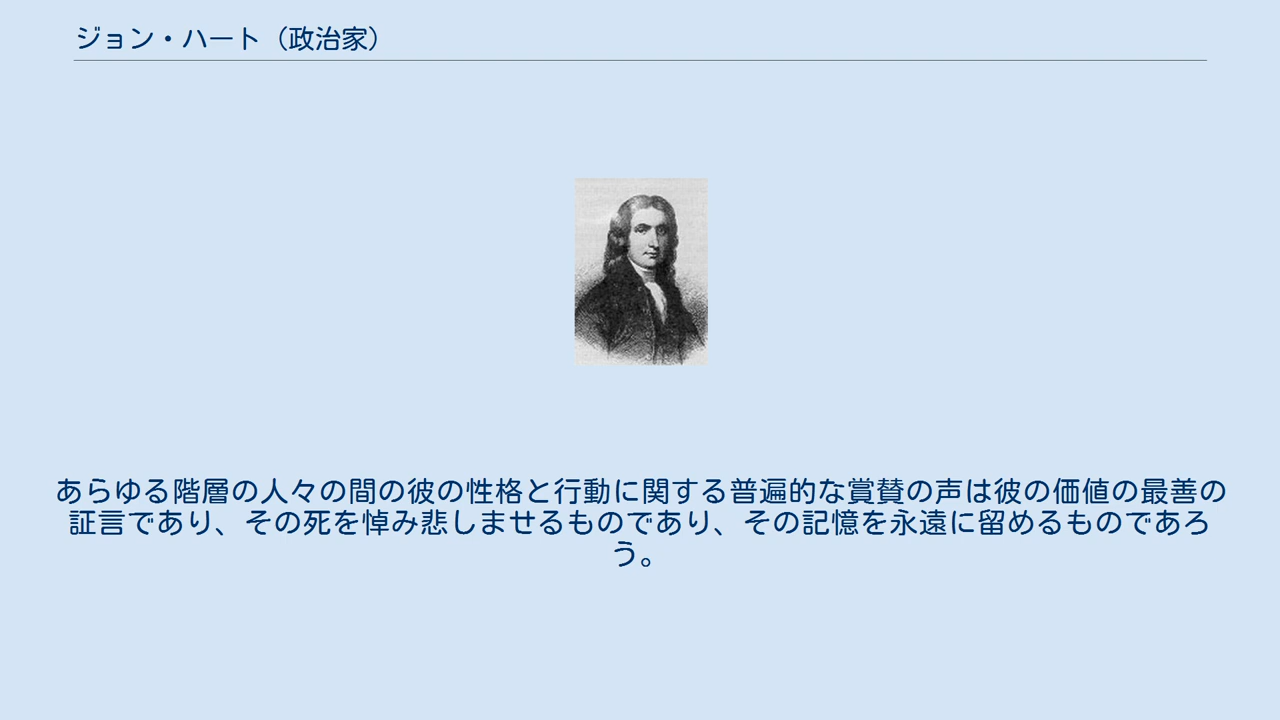 ジョン・ハート（政治家）
あらゆる階層の人々の間の彼の性格と行動に関する普遍的な賞賛の声は彼の価値の最善の
証言であり、その死を悼み悲しませるものであり、その記憶を永遠に留めるものであろ
う。